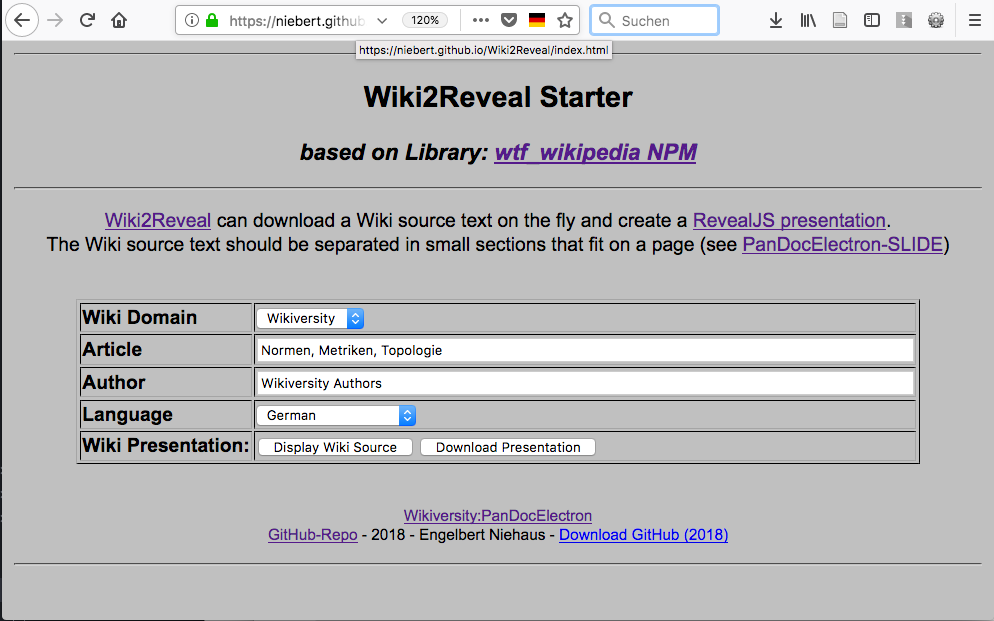 https://niebert.github
120%
Suchen
https://niebert.github.io/Wiki2Reveal/index.html
Wiki2Reveal Starter
based on Library: wtf_wikipedia NPM
Wiki2Reveal can download a Wiki source text on the fly and create a RevealJS presentation.
The Wiki source text should be separated in small sections that fit on a page (see PanDocElectron-SLIDE)
Wiki Domain Wikiversity
Article Normen, Metriken, Topologie
Author Wikiversity Authors
Language German
Wiki Presentation: Display Wiki Source Download Presentation
Wikiversity:PanDocElectron
GitHub-Repo - 2018 - Engelbert Niehaus - Download GitHub (2018)